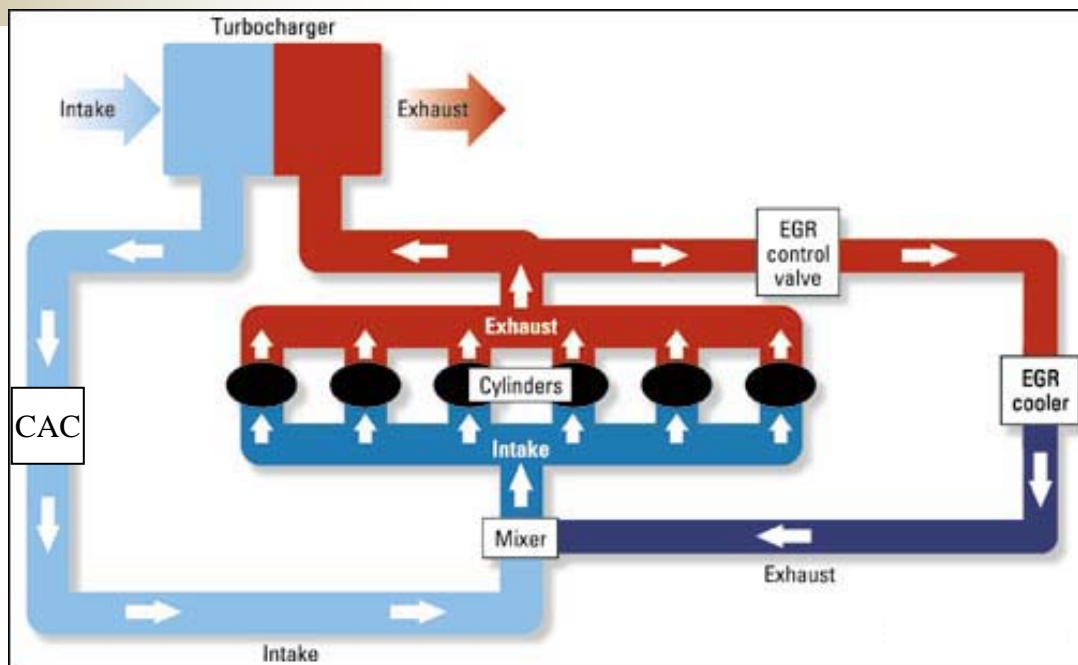 Turbocharger
Intake
Exhaust
EGR
control
valve
Exhaust
Cylinders
EGR
cooler
CAC
Intake
Mixer
Exhaust
Intake